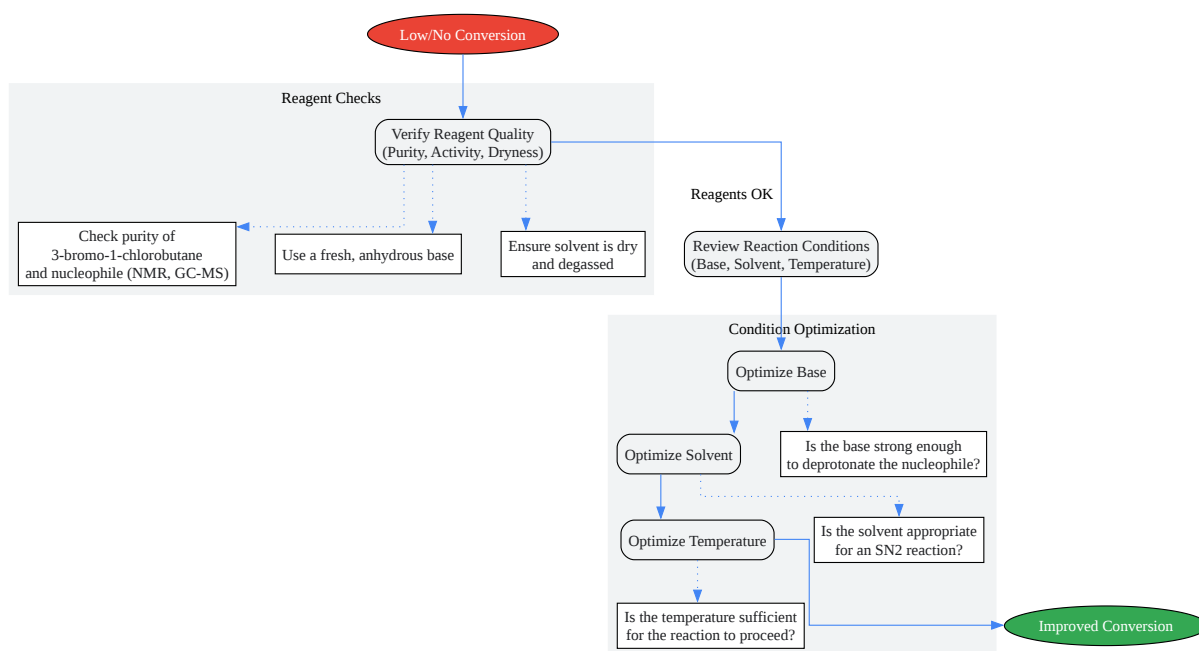 Low/No Conversion
Reagent Checks
Verify Reagent Quality
(Purity, Activity, Dryness)
Reagents OK
Check purity of
3-bromo-1-chlorobutane
and nucleophile (NMR, GC-MS)
Use a fresh, anhydrous base
Ensure solvent is dry
and degassed
Review Reaction Conditions
(Base, Solvent, Temperature)
Condition Optimization
Optimize Base
Is the base strong enough
to deprotonate the nucleophile?
Optimize Solvent
Is the solvent appropriate
for an SN2 reaction?
Optimize Temperature
Is the temperature sufficient
for the reaction to proceed?
Improved Conversion